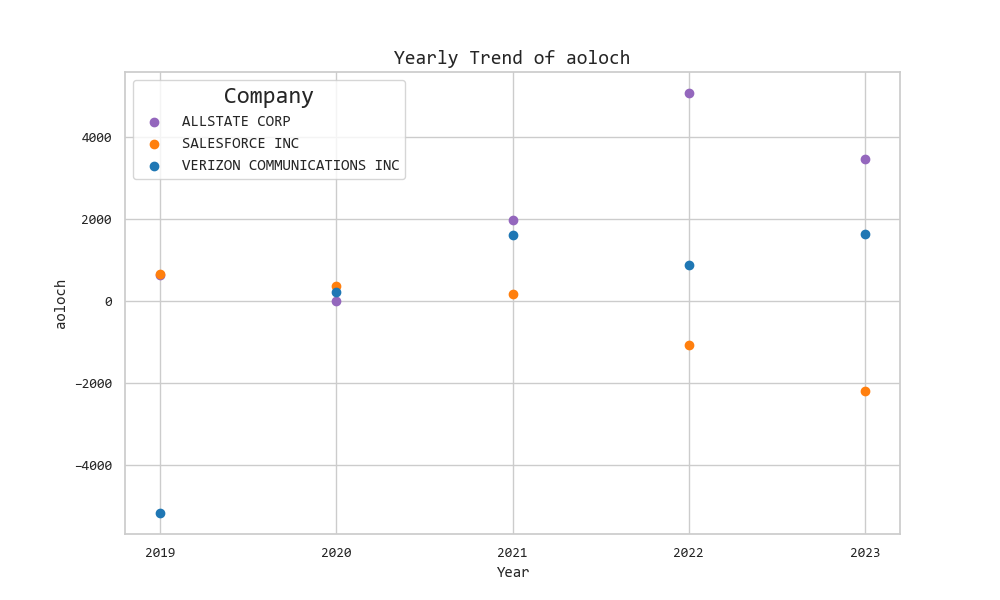 Yearly Trend of aoloch
Company
ALLSTATE CORP
SALESFORCE INC
VERIZON COMMUNICATIONS INC
4000
2000
0
−2000
−4000
aoloch
2019 2020 2021 2022 2023
Year